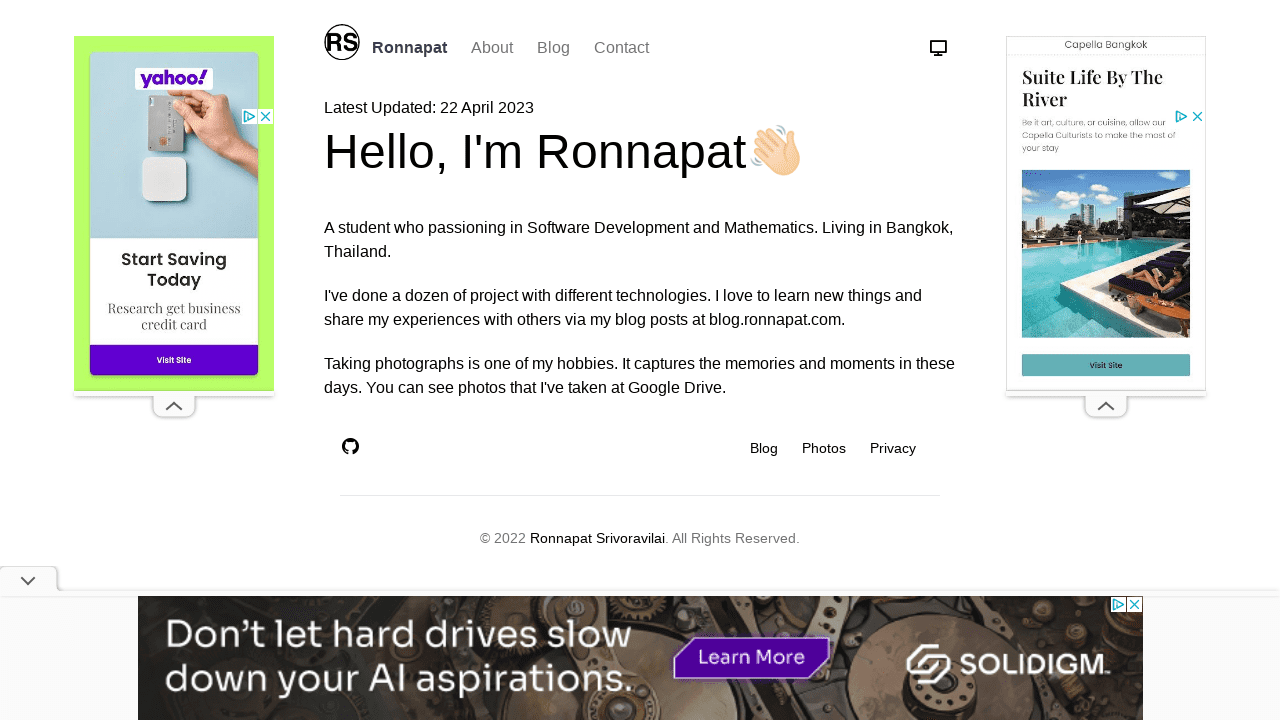 RS
Ronnapat About Blog Contact
Latest Updated: 22 April 2023
Hello, I'm Ronnapat👋🏻
A student who passioning in Software Development and Mathematics. Living in Bangkok,
Thailand.
I've done a dozen of project with different technologies. I love to learn new things and
share my experiences with others via my blog posts at blog.ronnapat.com.
Taking photographs is one of my hobbies. It captures the memories and moments in these
days. You can see photos that I've taken at Google Drive.
Blog Photos Privacy
© 2022 Ronnapat Srivoravilai. All Rights Reserved.
yahoo!
Start Saving
Today
Research get business
credit card
Visit Site
Capella Bangkok
Suite Life By The
River
Be it art, culture, or cuisine, allow our
Capella Culturists to make the most of
your stay
Visit Site
Don't let hard drives slow
down your AI aspirations.
Learn More
SOLIDIGM